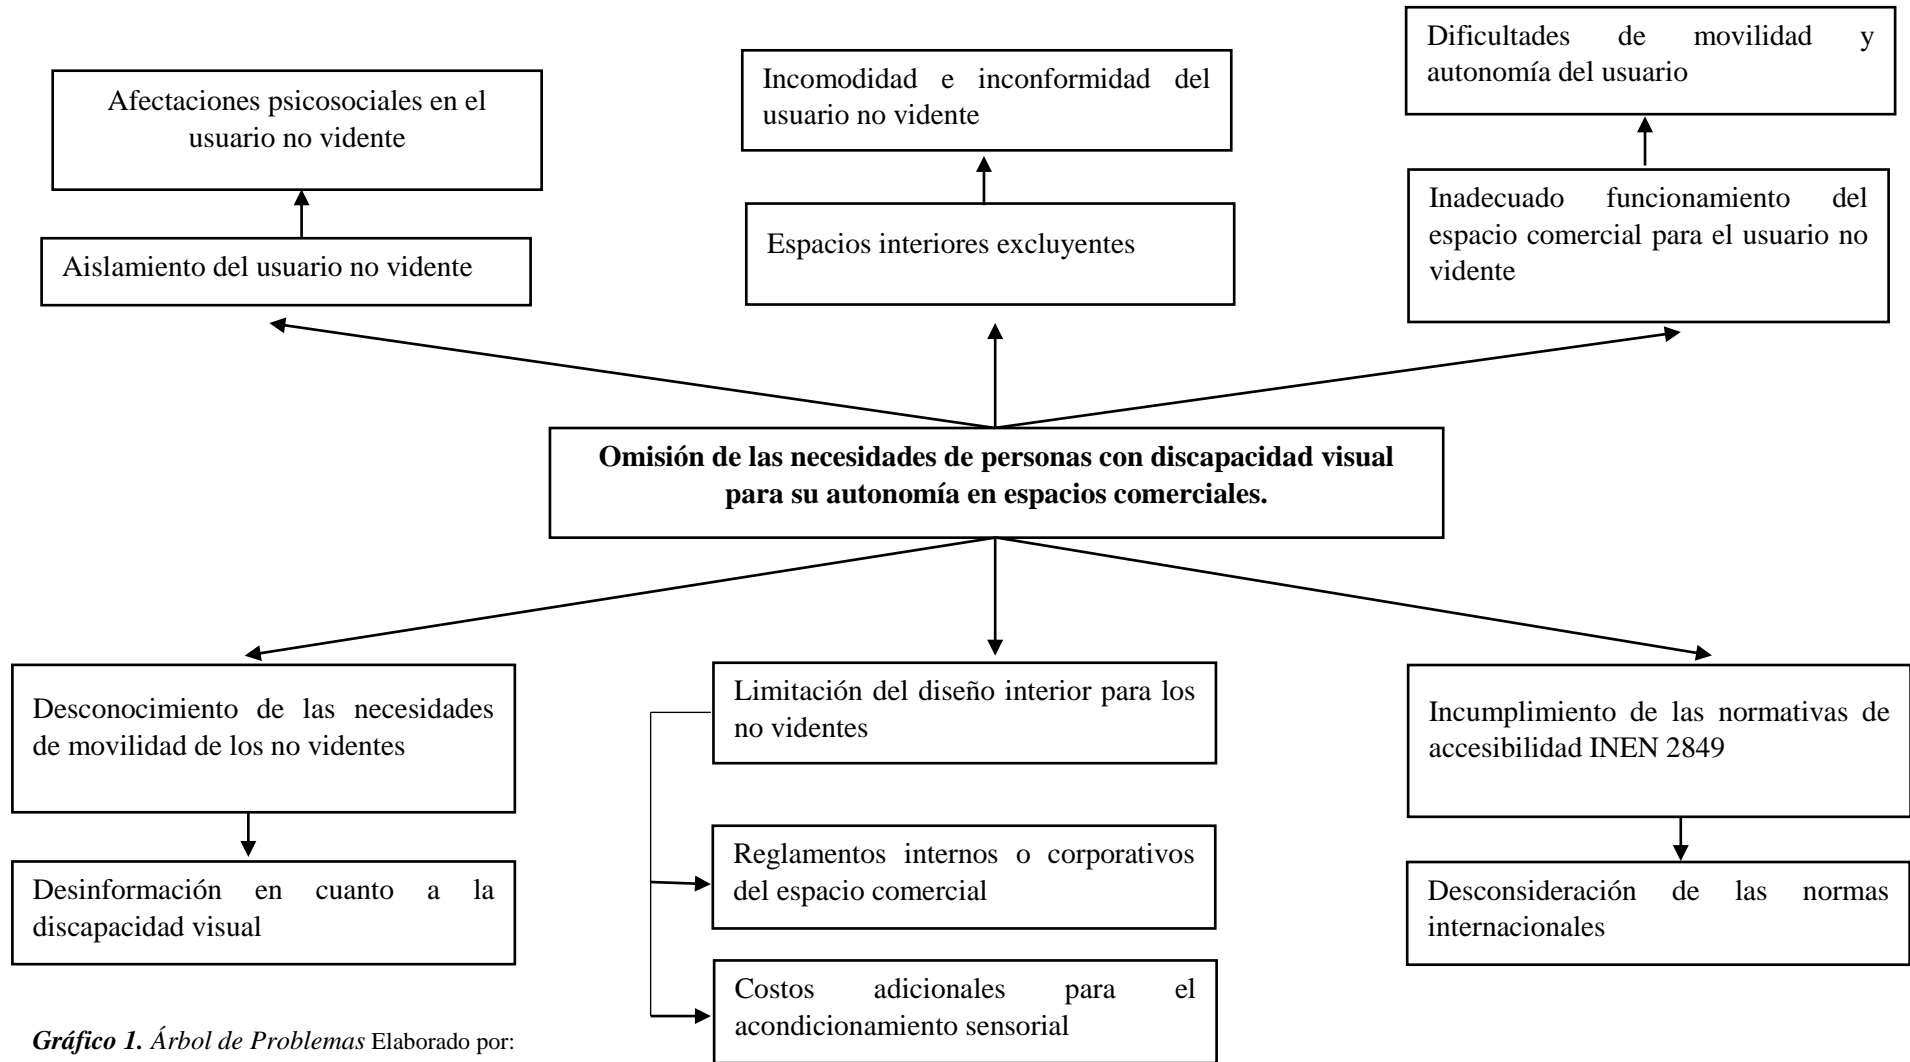 Afectaciones psicosociales en el
usuario no vidente
Incomodidad e inconformidad del
usuario no vidente
Dificultades de movilidad y
autonomía del usuario
Aislamiento del usuario no vidente
Espacios interiores excluyentes
Inadecuado funcionamiento del
espacio comercial para el usuario no
vidente
Omisión de las necesidades de personas con discapacidad visual
para su autonomía en espacios comerciales.
Desconocimiento de las necesidades
de movilidad de los no videntes
Limitación del diseño interior para los
no videntes
Incumplimiento de las normativas de
accesibilidad INEN 2849
Desinformación en cuanto a la
discapacidad visual
Reglamentos internos o corporativos
del espacio comercial
Desconsideración de las normas
internacionales
Costos adicionales para el
acondicionamiento sensorial
Gráfico 1. Árbol de Problemas Elaborado por: